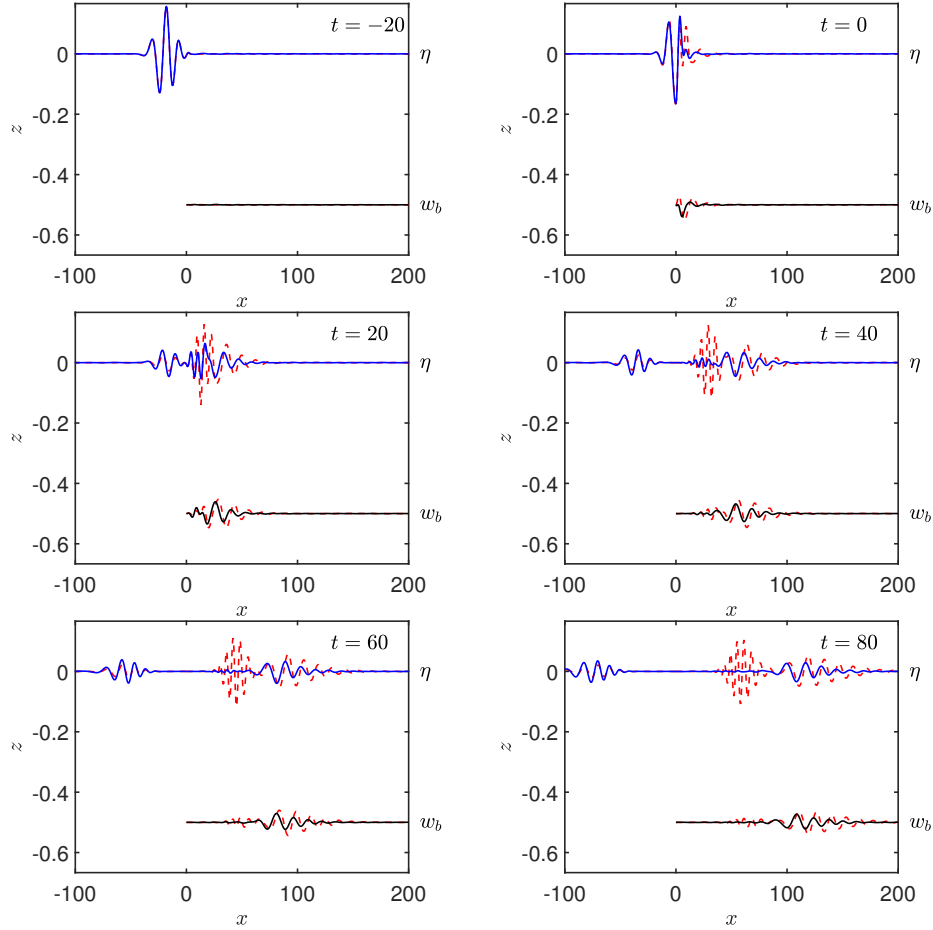 t = −20
0
η
-0.2
z
-0.4
w_b
-0.6
-100 0 100 200
x
t = 0
0
η
-0.2
z
-0.4
w_b
-0.6
-100 0 100 200
x
t = 20
0
η
-0.2
z
-0.4
w_b
-0.6
-100 0 100 200
x
t = 40
0
η
-0.2
z
-0.4
w_b
-0.6
-100 0 100 200
x
t = 60
0
η
-0.2
z
-0.4
w_b
-0.6
-100 0 100 200
x
t = 80
0
η
-0.2
z
-0.4
w_b
-0.6
-100 0 100 200
x